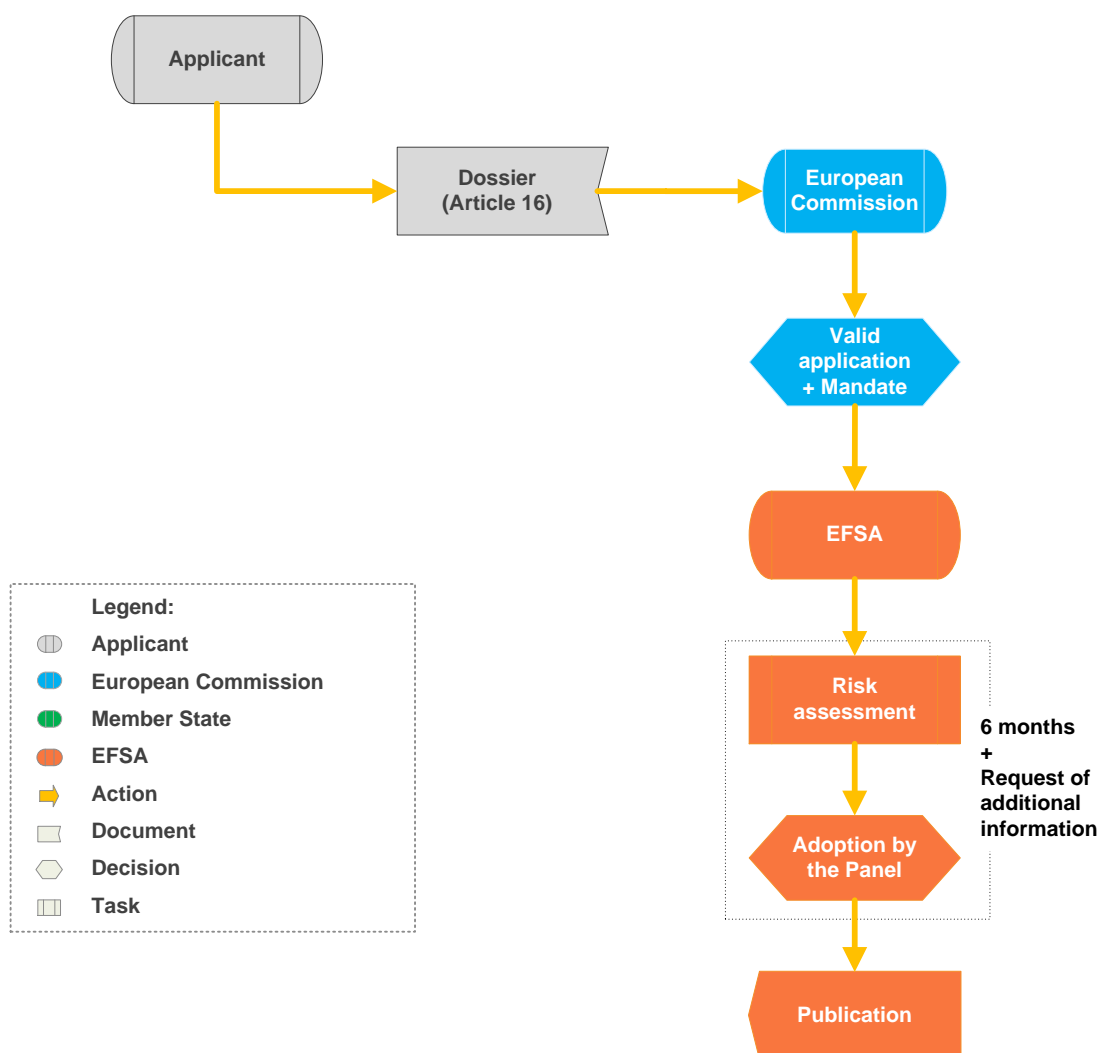 Applicant
Dossier
(Article 16)
European
Commission
Valid
application
+ Mandate
EFSA
Risk
assessment
6 months
+
Request of
additional
information
Adoption by
the Panel
Publication
Legend:
Applicant
European Commission
Member State
EFSA
Action
Document
Decision
Task